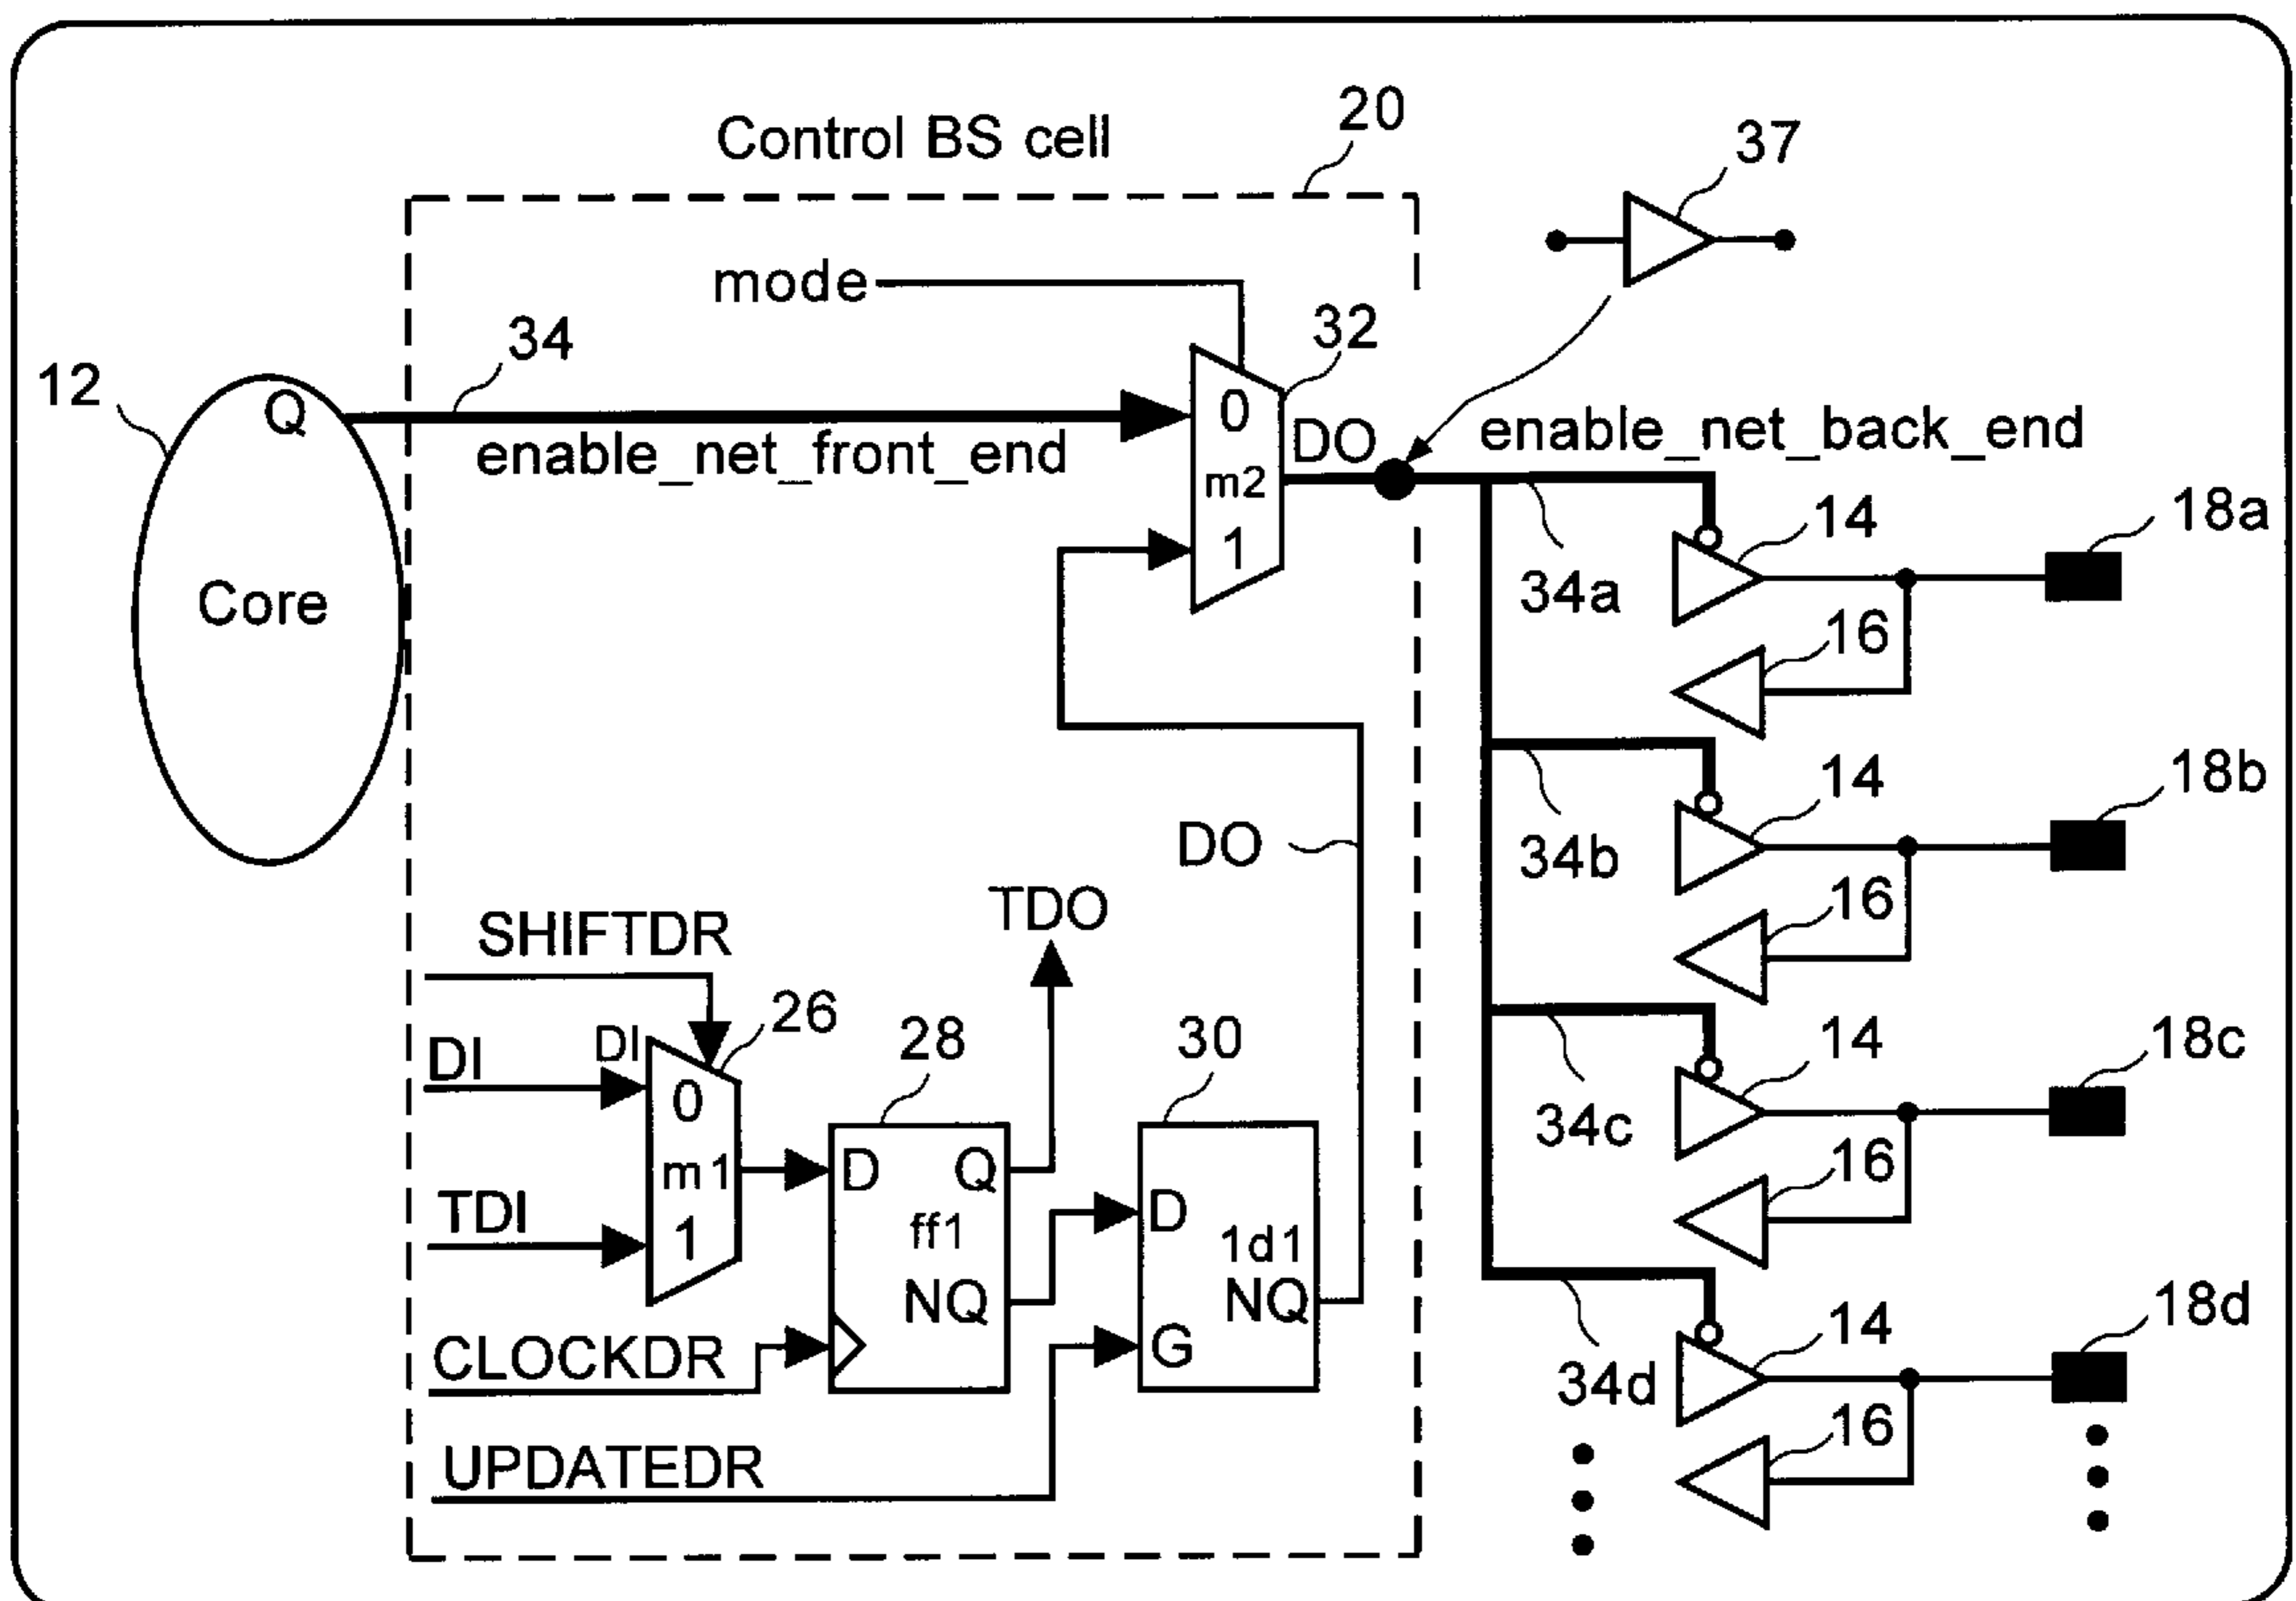 Control BS cell
20
37
mode
34
32
12
Q
enable_net_front_end
0
DO
enable_net_back_end
m2
1
14
18a
34a
Core
16
14
18b
34b
DO
16
TDO
SHIFTDR
26
14
18c
28
30
34c
DI
DI
0
m1
1
16
TDI
D
Q
ff1
NQ
D
1d1
NQ
G
14
18d
34d
CLOCKDR
16
UPDATEDR